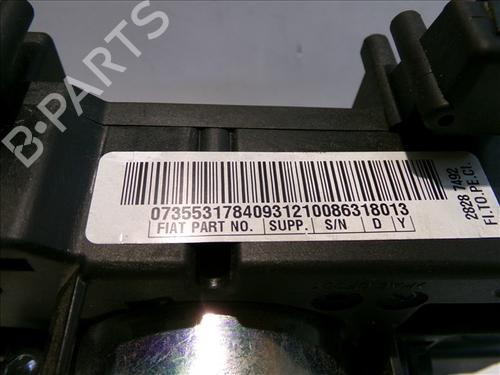 B-PARTS
07355317840931210086318013
FIAT PART NO. SUPP. S/N D Y
2628 7492
FI.TO.PE.CI.